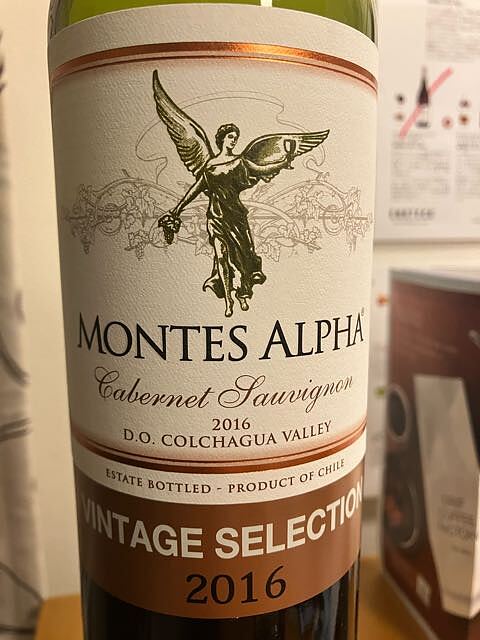 MONTES ALPHA®
Cabernet Sauvignon
2016
D.O. COLCHAGUA VALLEY
ESTATE BOTTLED - PRODUCT OF CHILE
VINTAGE SELECTION
2016